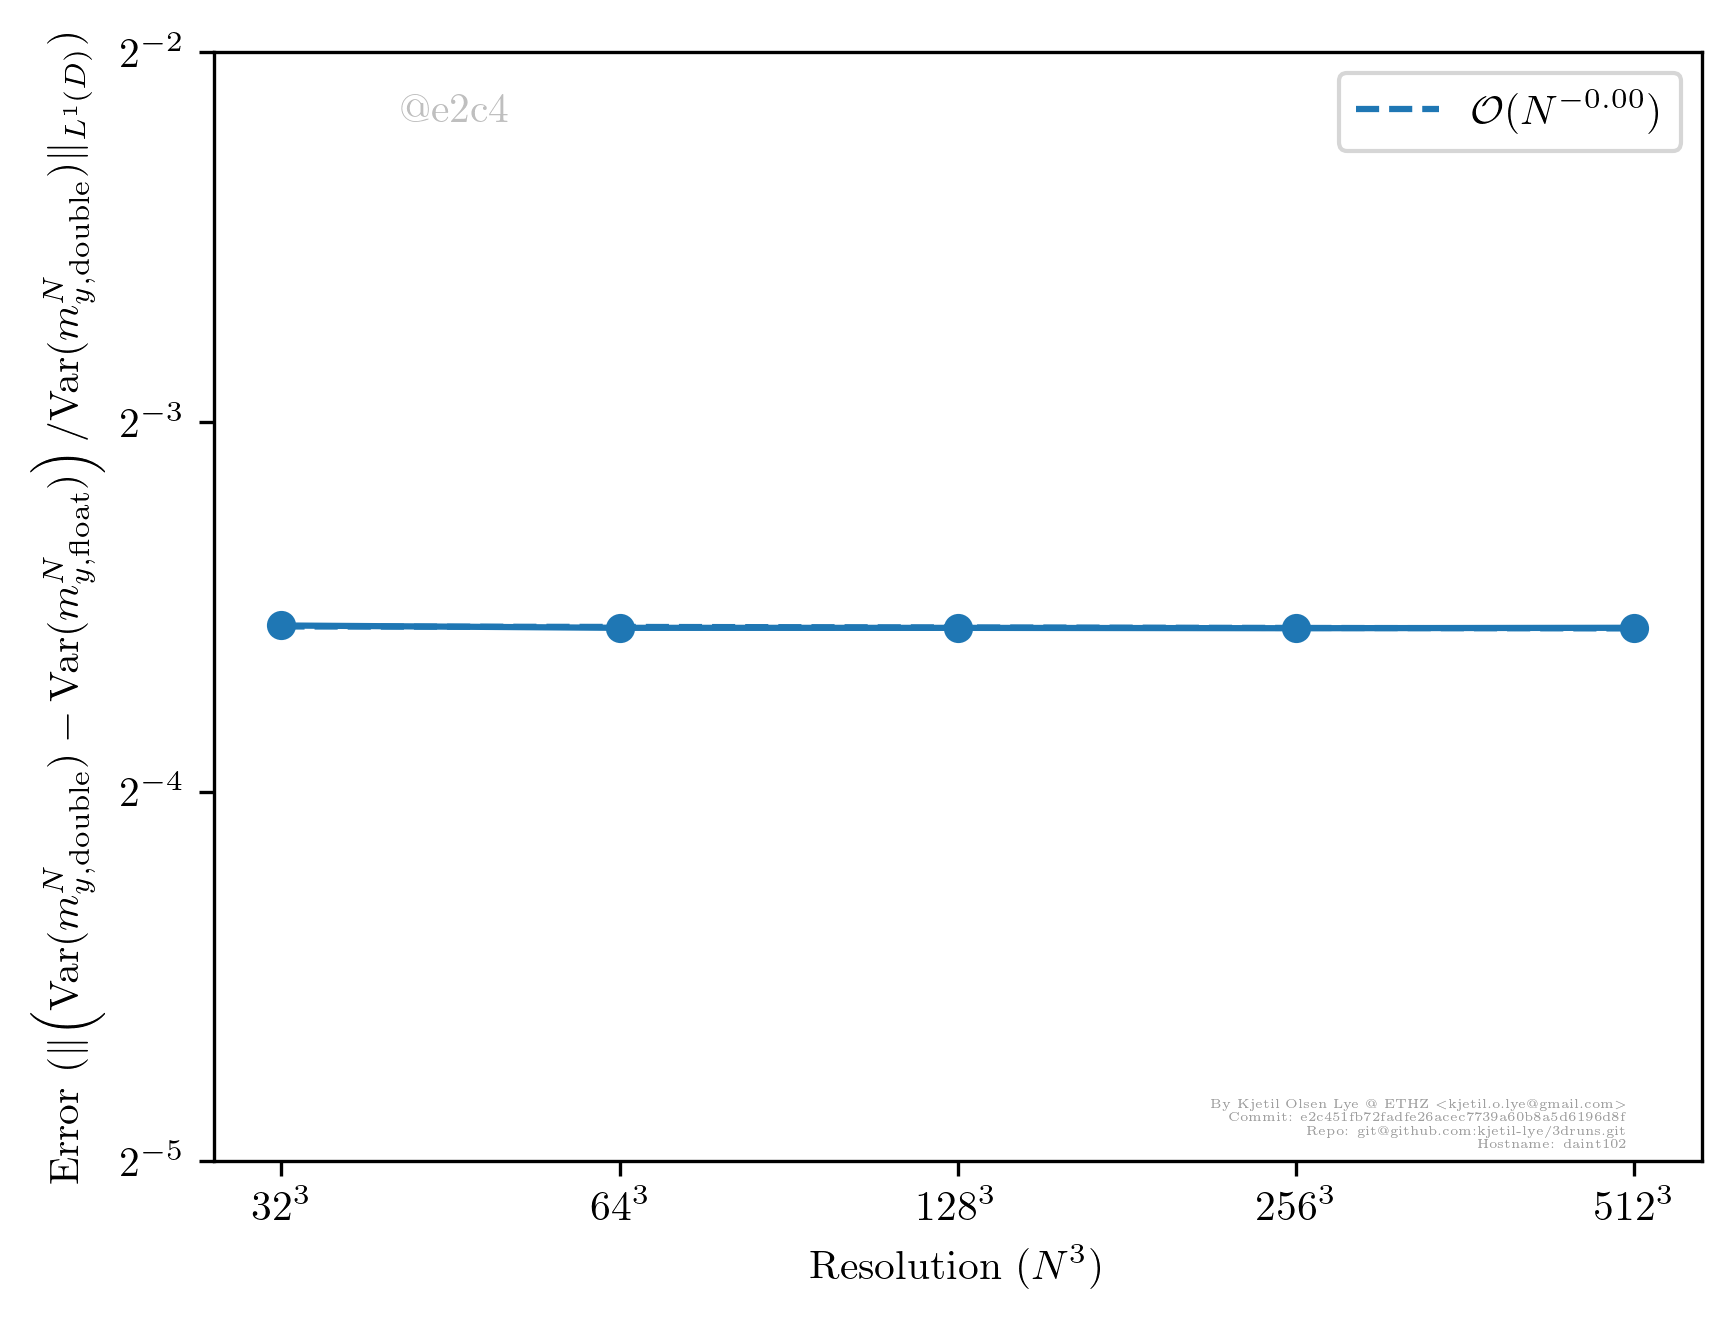 Error (‖(Var(m^N_{y,double}) − Var(m^N_{y,float})) /Var(m^N_{y,double})‖_{L^1(D)})
2^{−2}
2^{−3}
2^{−4}
2^{−5}
@e2c4
𝒪(N^{−0.00})
By Kjetil Olsen Lye @ ETHZ <kjetil.o.lye@gmail.com>
Commit: e2c451fb72fadfe26acec7739a60b8a5d6196d8f
Repo: git@github.com:kjetil-lye/3druns.git
Hostname: daint102
32^3 64^3 128^3 256^3 512^3
Resolution (N^3)